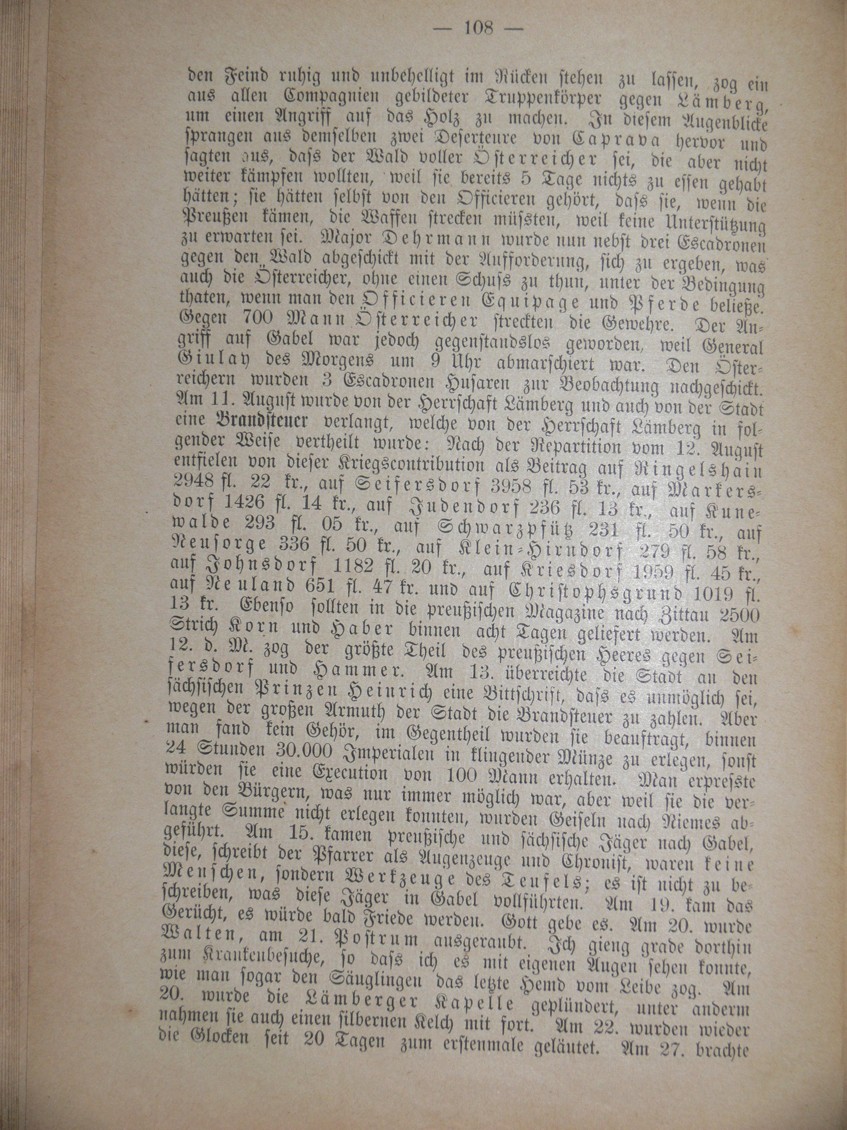 — 108 —
den Feind ruhig und unbehelligt im Rücken stehen zu lassen, zog ein
aus allen Compagnien gebildeter Truppenkörper gegen Lämberg,
um einen Angriff auf das Holz zu machen. In diesem Augenblicke
sprangen aus demselben zwei Deserteure von Caprava hervor und
sagten aus, dass der Wald voller Österreicher sei, die aber nicht
weiter kämpfen wollten, weil sie bereits 5 Tage nichts zu essen gehabt
hätten; sie hätten selbst von den Officieren gehört, dass sie, wenn die
Preußen kämen, die Waffen strecken müssten, weil keine Unterstützung
zu erwarten sei. Major Dehrmann wurde nun nebst drei Escadronen
gegen den Wald abgeschickt mit der Aufforderung, sich zu ergeben, was
auch die Österreicher, ohne einen Schuss zu thun, unter der Bedingung
thaten, wenn man den Officieren Equipage und Pferde beließe.
Gegen 700 Mann Österreicher streckten die Gewehre. Der An-
griff auf Gabel war jedoch gegenstandslos geworden, weil General
Giulay des Morgens um 9 Uhr abmarschiert war. Den Öster-
reichern wurden 3 Escadronen Husaren zur Beobachtung nachgeschickt.
Am 11. August wurde von der Herrschaft Lämberg und auch von der Stadt
eine Brandsteuer verlangt, welche von der Herrschaft Lämberg in fol-
gender Weise vertheilt wurde: Nach der Repartition vom 12. August
entfielen von dieser Kriegscontribution als Beitrag auf Ringelshain
2948 fl. 22 kr., auf Seifersdorf 3958 fl. 53 kr., auf Markers-
dorf 1426 fl. 14 kr., auf Judendorf 236 fl. 13 kr., auf Kune-
walde 293 fl. 05 kr., auf Schwarzpfütz 231 fl. 50 kr., auf
Neusorge 336 fl. 50 kr., auf Klein-Hirndorf 279 fl. 58 kr.,
auf Johnsdorf 1182 fl. 20 kr., auf Kriesdorf 1959 fl. 45 kr.,
auf Neuland 651 fl. 47 kr. und auf Christophsgrund 1019 fl.
13 kr. Ebenso sollten in die preußischen Magazine nach Zittau 2500
Strich Korn und Haber binnen acht Tagen geliefert werden. Am
12. d. M. zog der größte Theil des preußischen Heeres gegen Sei-
fersdorf und Hammer. Am 13. überreichte die Stadt an den
sächsischen Prinzen Heinrich eine Bittschrift, dass es unmöglich sei,
wegen der großen Armuth der Stadt die Brandsteuer zu zahlen. Aber
man fand kein Gehör, im Gegentheil wurden sie beauftragt, binnen
24 Stunden 30.000 Imperialen in klingender Münze zu erlegen, sonst
würden sie eine Execution von 100 Mann erhalten. Man erpresste
von den Bürgern, was nur immer möglich war, aber weil sie die ver-
langte Summe nicht erlegen konnten, wurden Geiseln nach Niemes ab-
geführt. Am 15. kamen preußische und sächsische Jäger nach Gabel,
diese, schreibt der Pfarrer als Augenzeuge und Chronist, waren keine
Menschen, sondern Werkzeuge des Teufels; es ist nicht zu be-
schreiben, was diese Jäger in Gabel vollführten. Am 19. kam das
Gerücht, es würde bald Friede werden. Gott gebe es. Am 20. wurde
Walten, am 21. Postrum ausgeraubt. Ich gieng grade dorthin
zum Krankenbesuche, so dass ich es mit eigenen Augen sehen konnte,
wie man sogar den Säuglingen das letzte Hemd vom Leibe zog. Am
20. wurde die Lämberger Kapelle geplündert, unter anderm
nahmen sie auch einen silbernen Kelch mit fort. Am 22. wurden wieder
die Glocken seit 20 Tagen zum erstenmale geläutet. Am 27. brachte